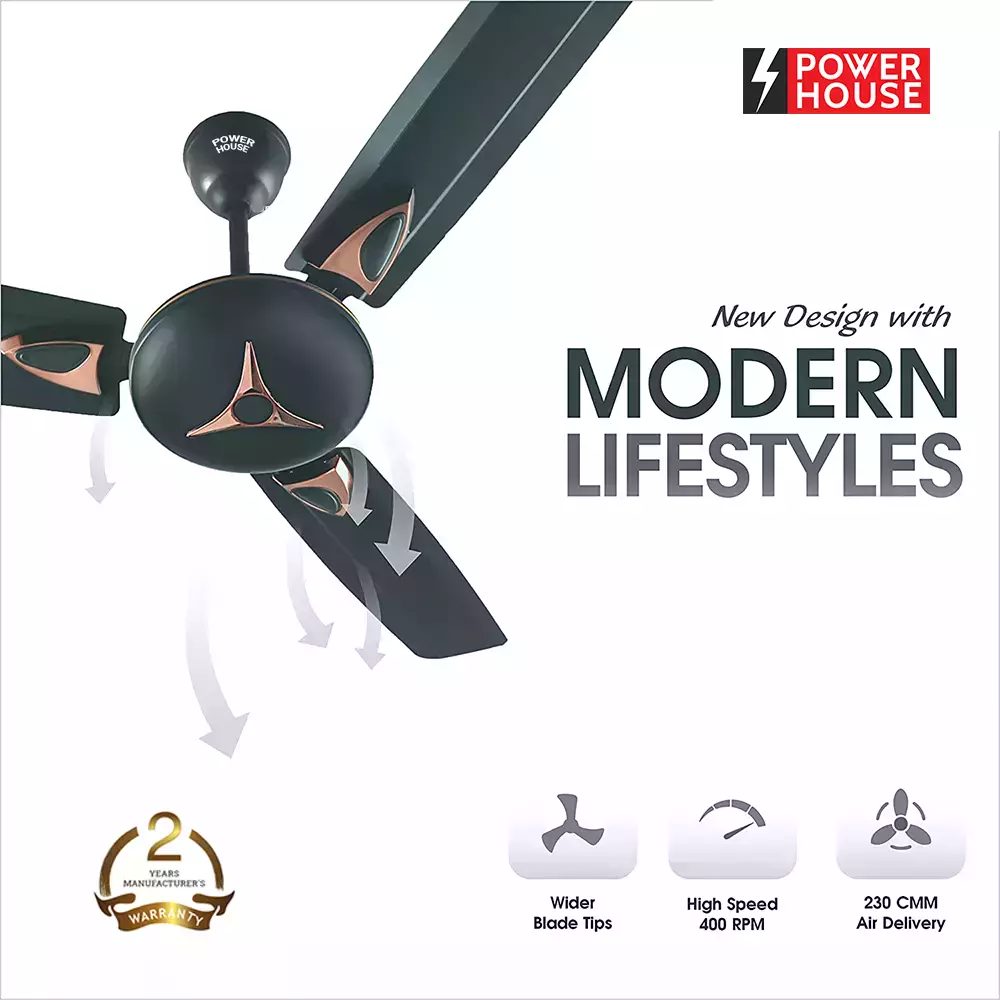 POWER
HOUSE
POWER
HOUSE
New Design with
MODERN
LIFESTYLES
2
YEARS
MANUFACTURER'S
WARRANTY
Wider
Blade Tips
High Speed
400 RPM
230 CMM
Air Delivery